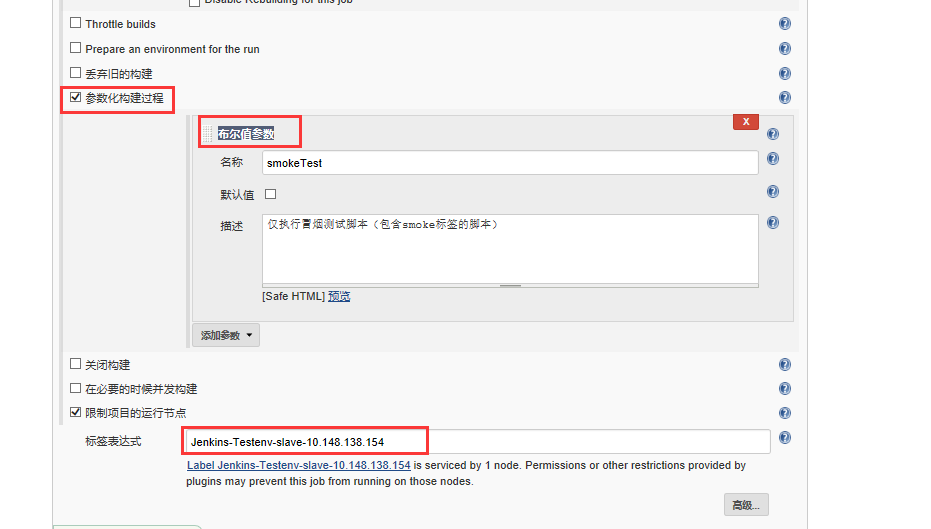 Disable Rebuilding for this job
Throttle builds
Prepare an environment for the run
丢弃旧的构建
参数化构建过程
X
布尔值参数
名称 smokeTest
默认值
描述 仅执行冒烟测试脚本（包含smoke标签的脚本）
[Safe HTML] 预览
添加参数
关闭构建
在必要的时候并发构建
限制项目的运行节点
标签表达式 Jenkins-Testenv-slave-10.148.138.154
Label Jenkins-Testenv-slave-10.148.138.154 is serviced by 1 node. Permissions or other restrictions provided by
plugins may prevent this job from running on those nodes.
高级...